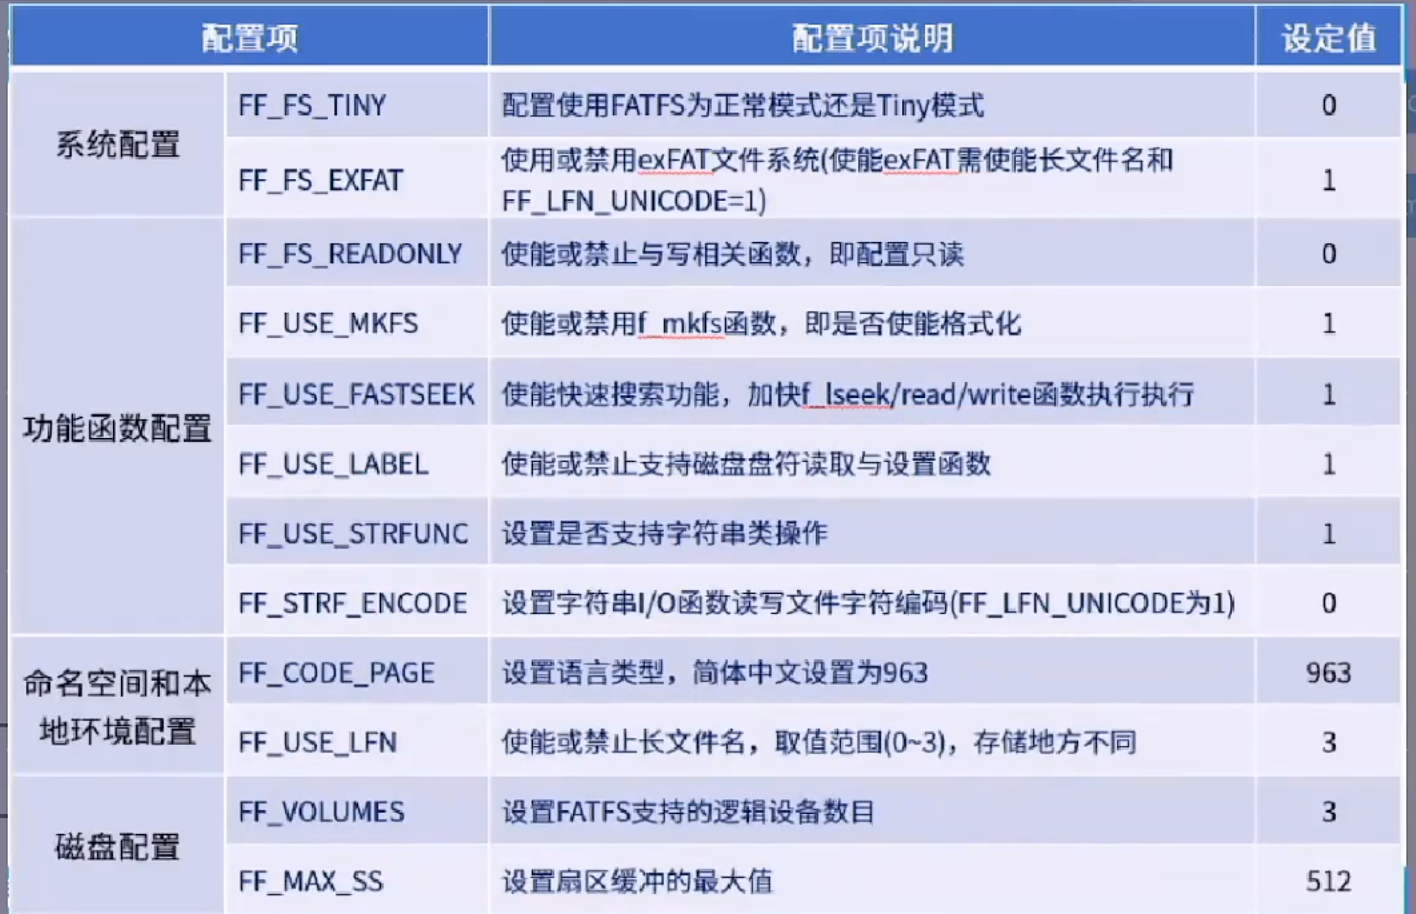 配置项 配置项说明 设定值
系统配置
FF_FS_TINY 配置使用FATFS为正常模式还是Tiny模式 0
FF_FS_EXFAT 使用或禁用exFAT文件系统(使能exFAT需使能长文件名和
FF_LFN_UNICODE=1) 1
功能函数配置
FF_FS_READONLY 使能或禁止与写相关函数，即配置只读 0
FF_USE_MKFS 使能或禁用f_mkfs函数，即是否使能格式化 1
FF_USE_FASTSEEK 使能快速搜索功能，加快f_lseek/read/write函数执行执行 1
FF_USE_LABEL 使能或禁止支持磁盘盘符读取与设置函数 1
FF_USE_STRFUNC 设置是否支持字符串类操作 1
FF_STRF_ENCODE 设置字符串I/O函数读写文件字符编码(FF_LFN_UNICODE为1) 0
命名空间和本
地环境配置
FF_CODE_PAGE 设置语言类型，简体中文设置为963 963
FF_USE_LFN 使能或禁止长文件名，取值范围(0~3)，存储地方不同 3
磁盘配置
FF_VOLUMES 设置FATFS支持的逻辑设备数目 3
FF_MAX_SS 设置扇区缓冲的最大值 512